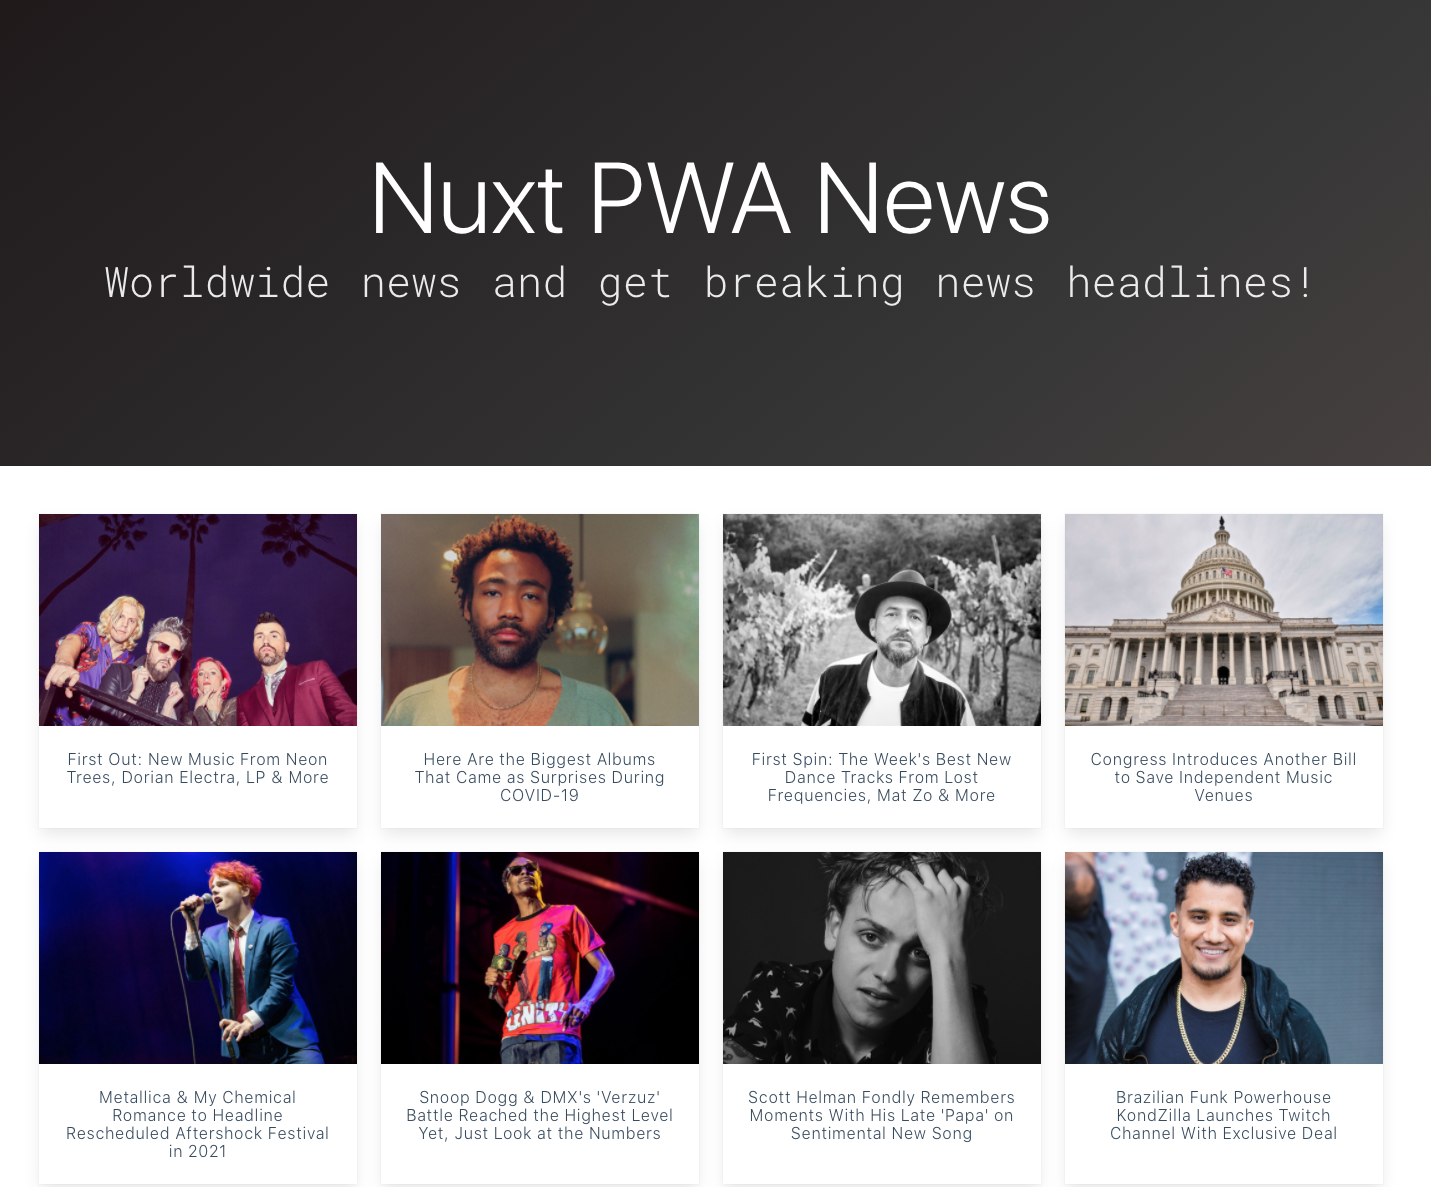 Nuxt PWA News
Worldwide news and get breaking news headlines!
First Out: New Music From Neon
Trees, Dorian Electra, LP & More
Here Are the Biggest Albums
That Came as Surprises During
COVID-19
First Spin: The Week's Best New
Dance Tracks From Lost
Frequencies, Mat Zo & More
Congress Introduces Another Bill
to Save Independent Music
Venues
UNITY
Metallica & My Chemical
Romance to Headline
Rescheduled Aftershock Festival
in 2021
Snoop Dogg & DMX's 'Verzuz'
Battle Reached the Highest Level
Yet, Just Look at the Numbers
Scott Helman Fondly Remembers
Moments With His Late 'Papa' on
Sentimental New Song
Brazilian Funk Powerhouse
KondZilla Launches Twitch
Channel With Exclusive Deal